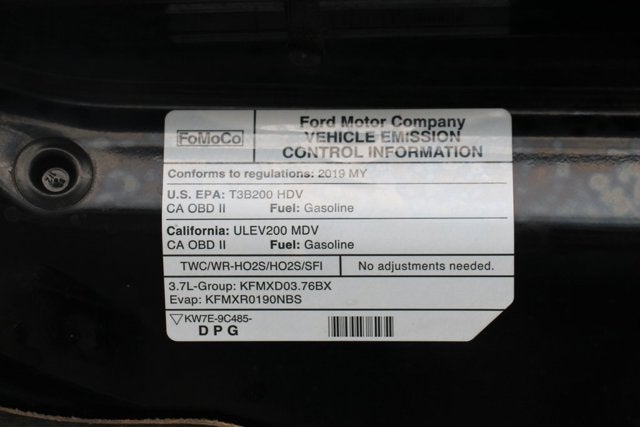 FoMoCo
Ford Motor Company
VEHICLE EMISSION
CONTROL INFORMATION
Conforms to regulations: 2019 MY
U.S. EPA: T3B200 HDV
CA OBD II Fuel: Gasoline
California: ULEV200 MDV
CA OBD II Fuel: Gasoline
TWC/WR-HO2S/HO2S/SFI No adjustments needed.
3.7L-Group: KFMXD03.76BX
Evap: KFMXR0190NBS
KW7E-9C485-
DPG